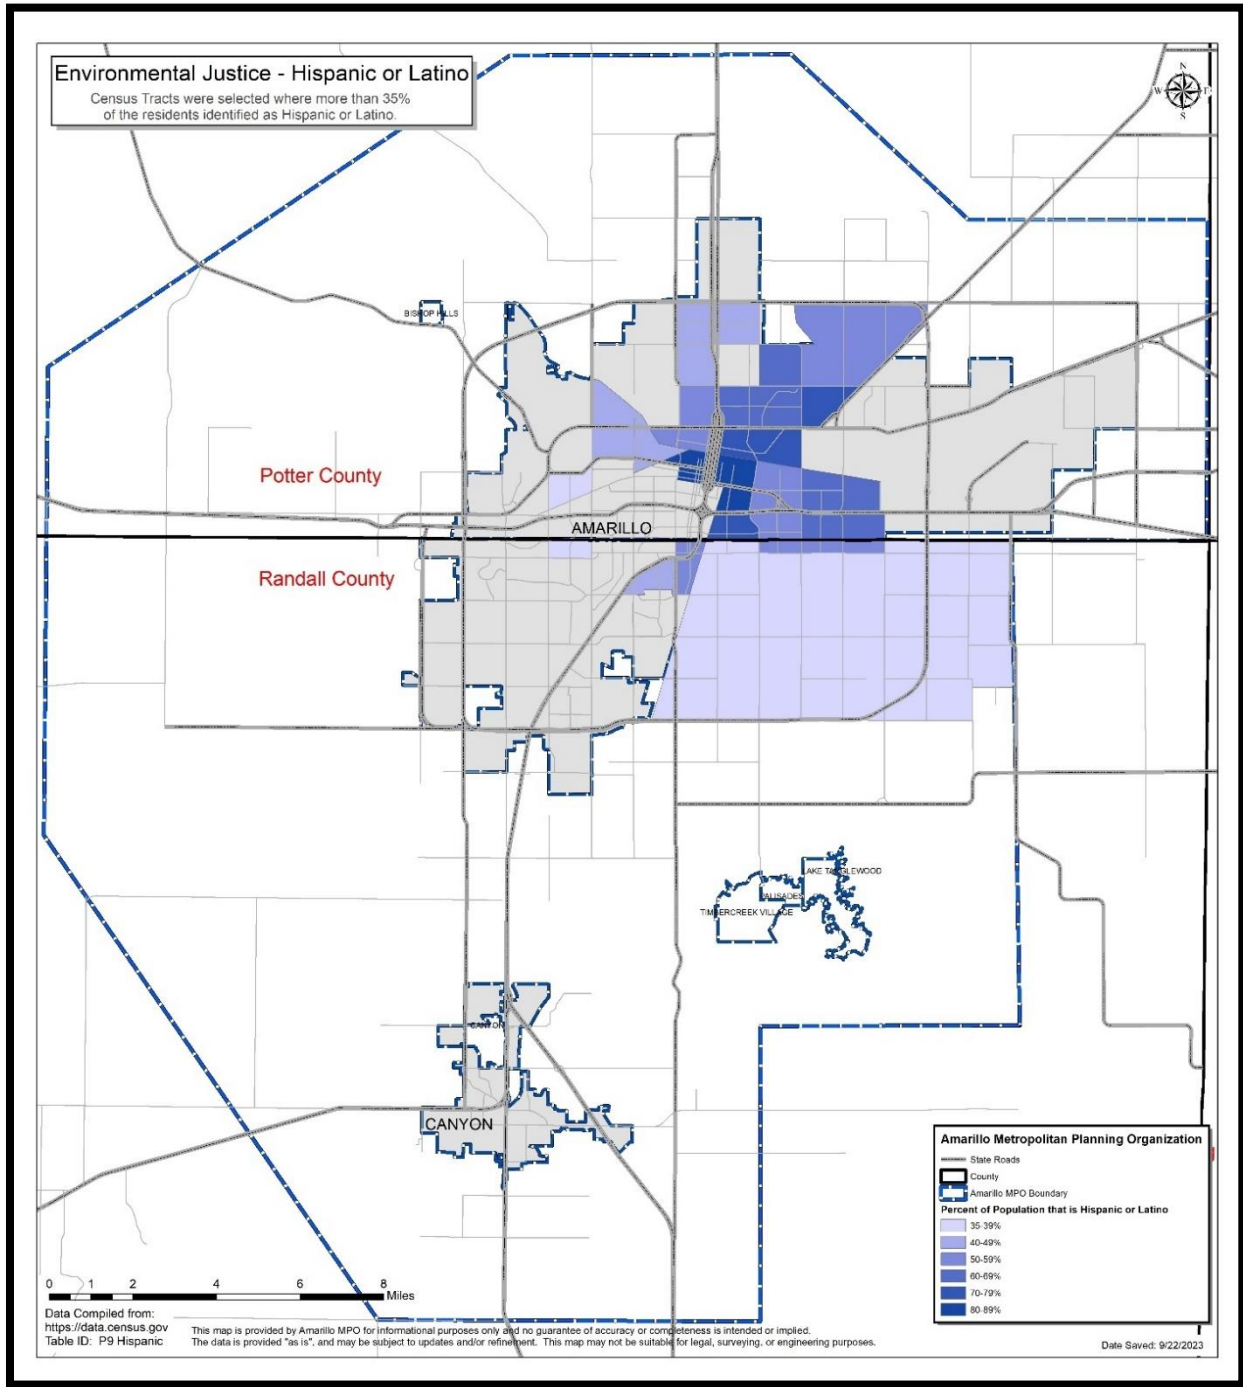 Environmental Justice - Hispanic or Latino
Census Tracts were selected where more than 35%
of the residents identified as Hispanic or Latino.
N
W
E
S
BISHOP HILLS
Potter County
AMARILLO
Randall County
LAKE TANGLEWOOD
PALISADES
TIMBERCREEK VILLAGE
CANYON
CANYON
Amarillo Metropolitan Planning Organization
State Roads
County
Amarillo MPO Boundary
Percent of Population that is Hispanic or Latino
35-39%
40-49%
50-59%
60-69%
70-79%
80-89%
0 1 2 4 6 8
Miles
Data Compiled from:
https://data.census.gov
Table ID: P9 Hispanic
This map is provided by Amarillo MPO for informational purposes only and no guarantee of accuracy or completeness is intended or implied.
The data is provided "as is", and may be subject to updates and/or refinement. This map may not be suitable for legal, surveying, or engineering purposes.
Date Saved: 9/22/2023